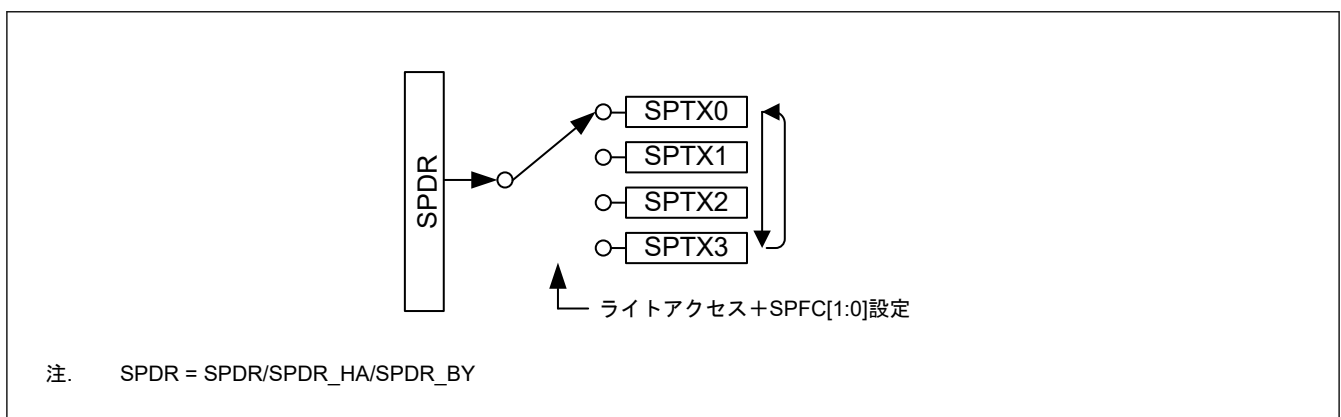 SPDR
SPTX0
SPTX1
SPTX2
SPTX3
ライトアクセス+SPFC[1:0]設定
注. SPDR = SPDR/SPDR_HA/SPDR_BY